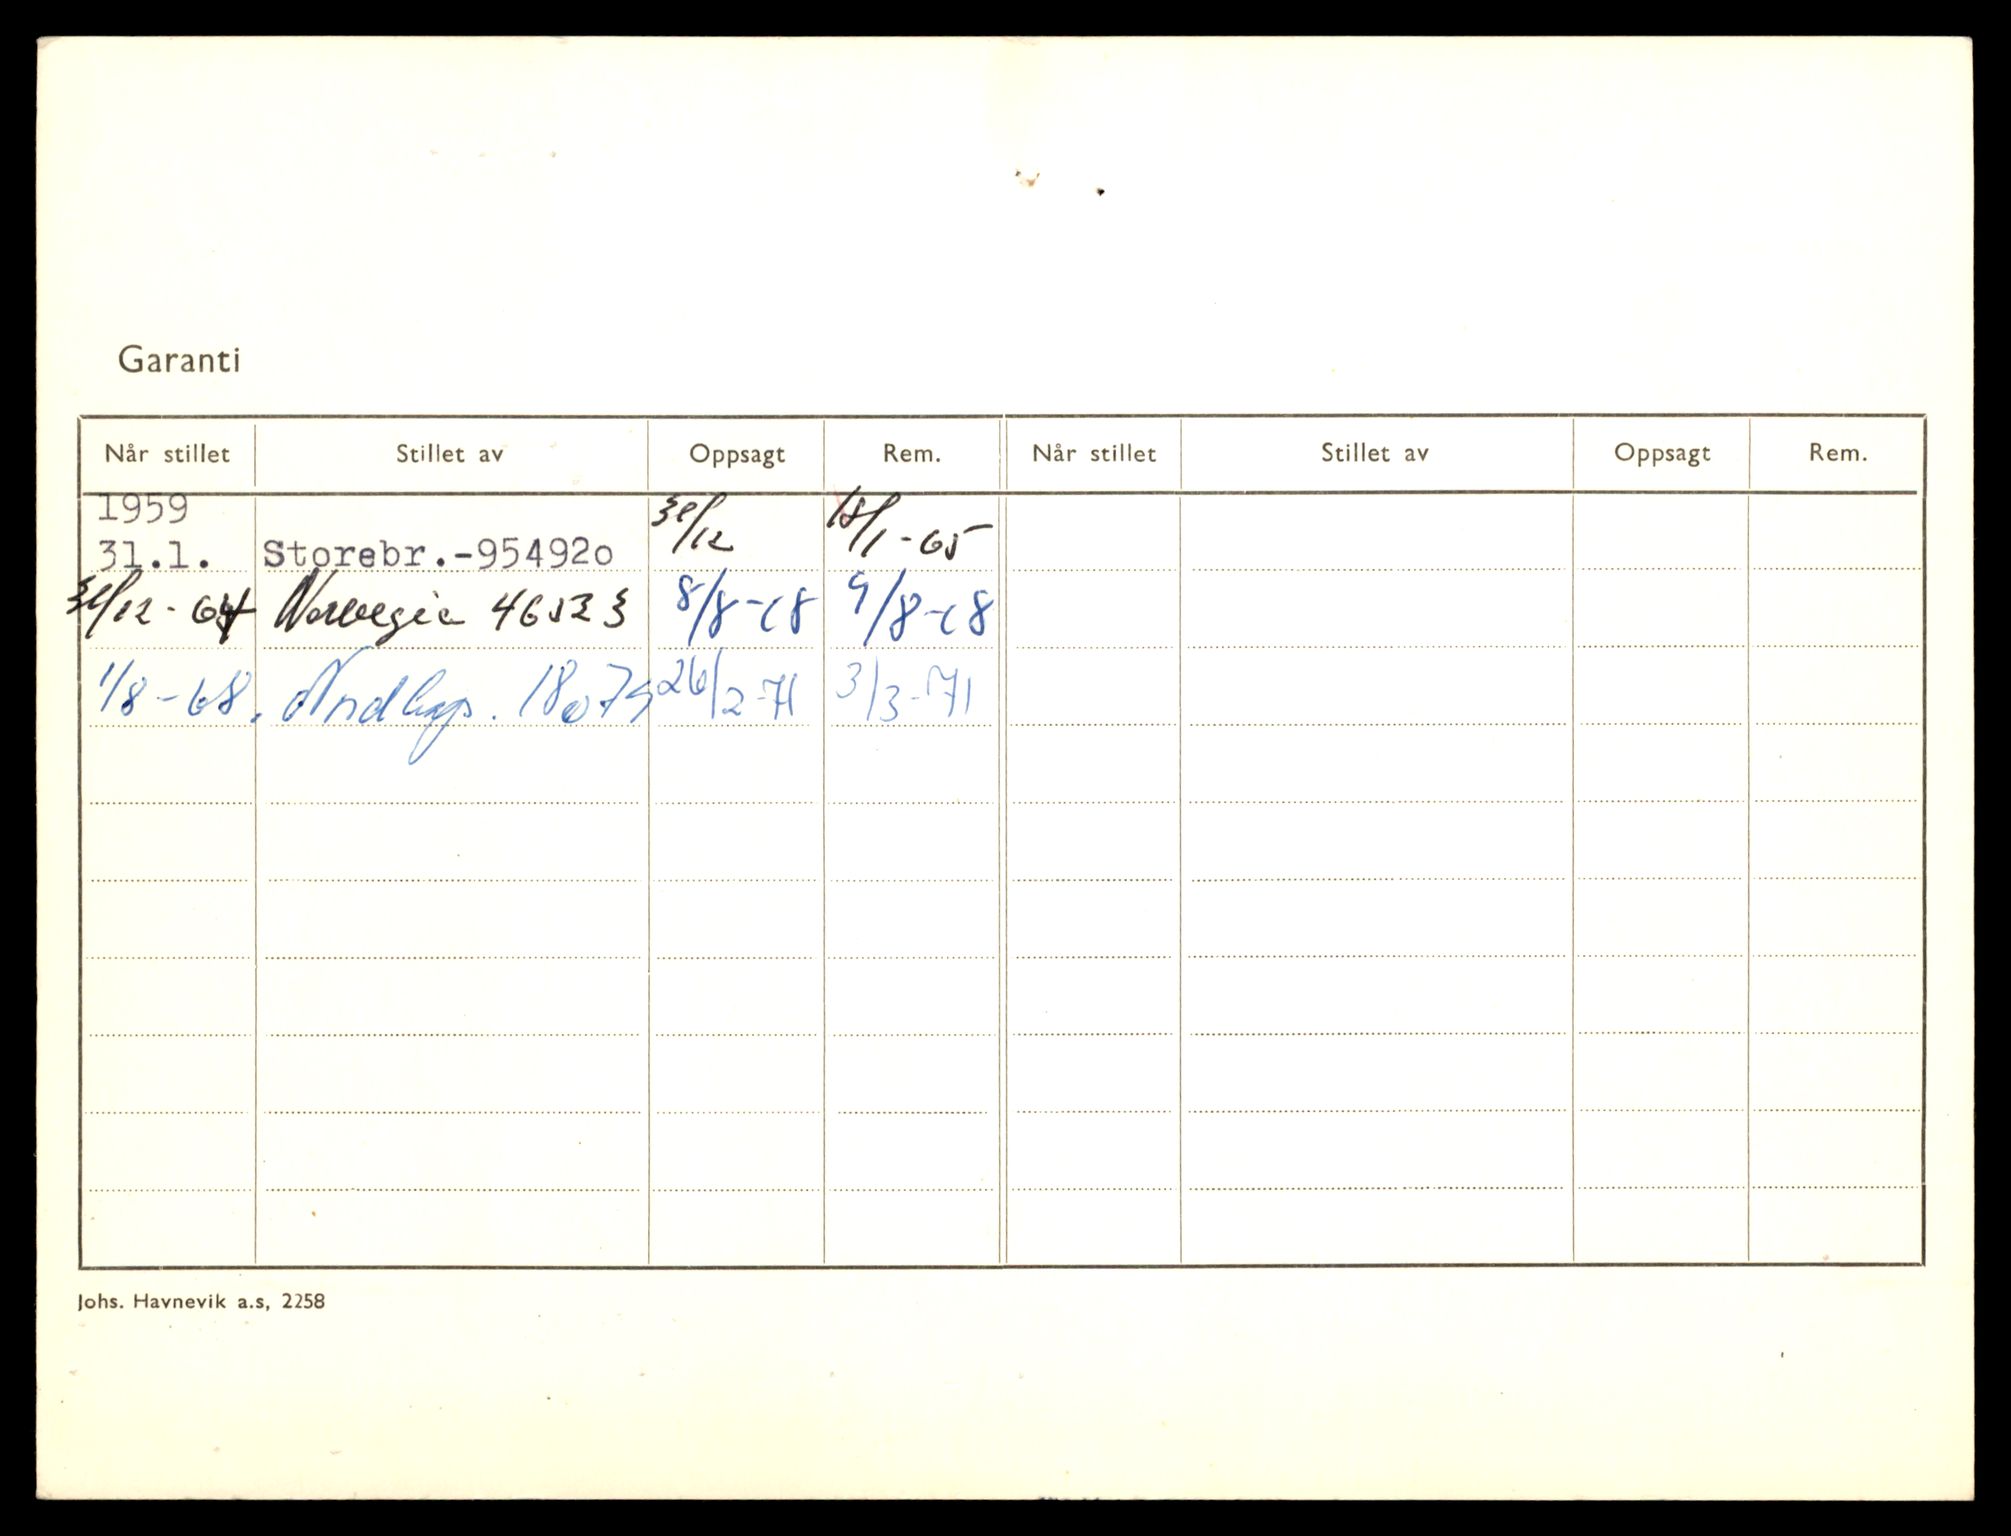 Garanti
Når stillet Stillet av Oppsagt Rem. Når stillet Stillet av Oppsagt Rem.
1959
31.1. Storebr.-954920 31/12 18/1-65
31/12-64 Norvegia 46523 8/8-68 9/8-68
1/8-68. 26/2-71 3/3-71
Johs. Havnevik a.s, 2258